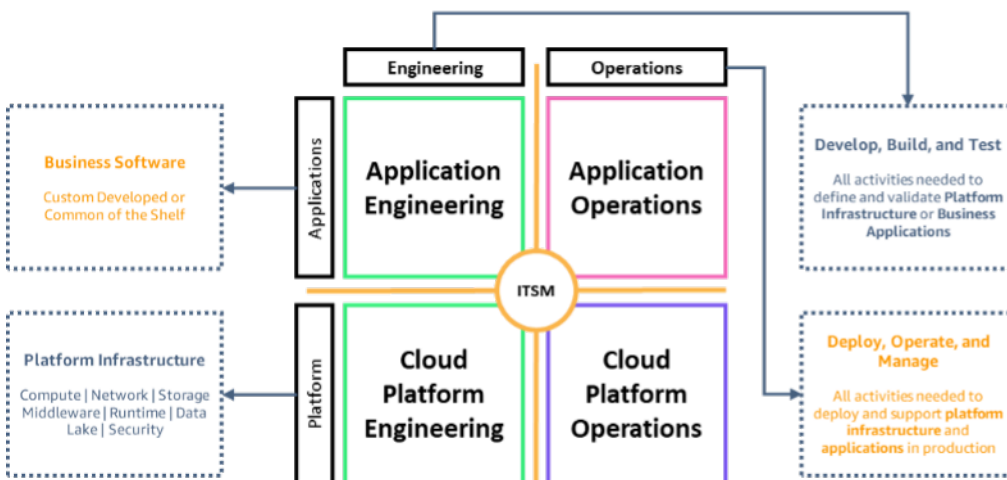 Engineering
Operations
Business Software
Custom Developed or
Common of the Shelf
Applications
Application
Engineering
Application
Operations
Develop, Build, and Test
All activities needed to
define and validate Platform
Infrastructure or Business
Applications
ITSM
Platform Infrastructure
Compute | Network | Storage
Middleware | Runtime | Data
Lake | Security
Platform
Cloud
Platform
Engineering
Cloud
Platform
Operations
Deploy, Operate, and
Manage
All activities needed to
deploy and support platform
infrastructure and
applications in production